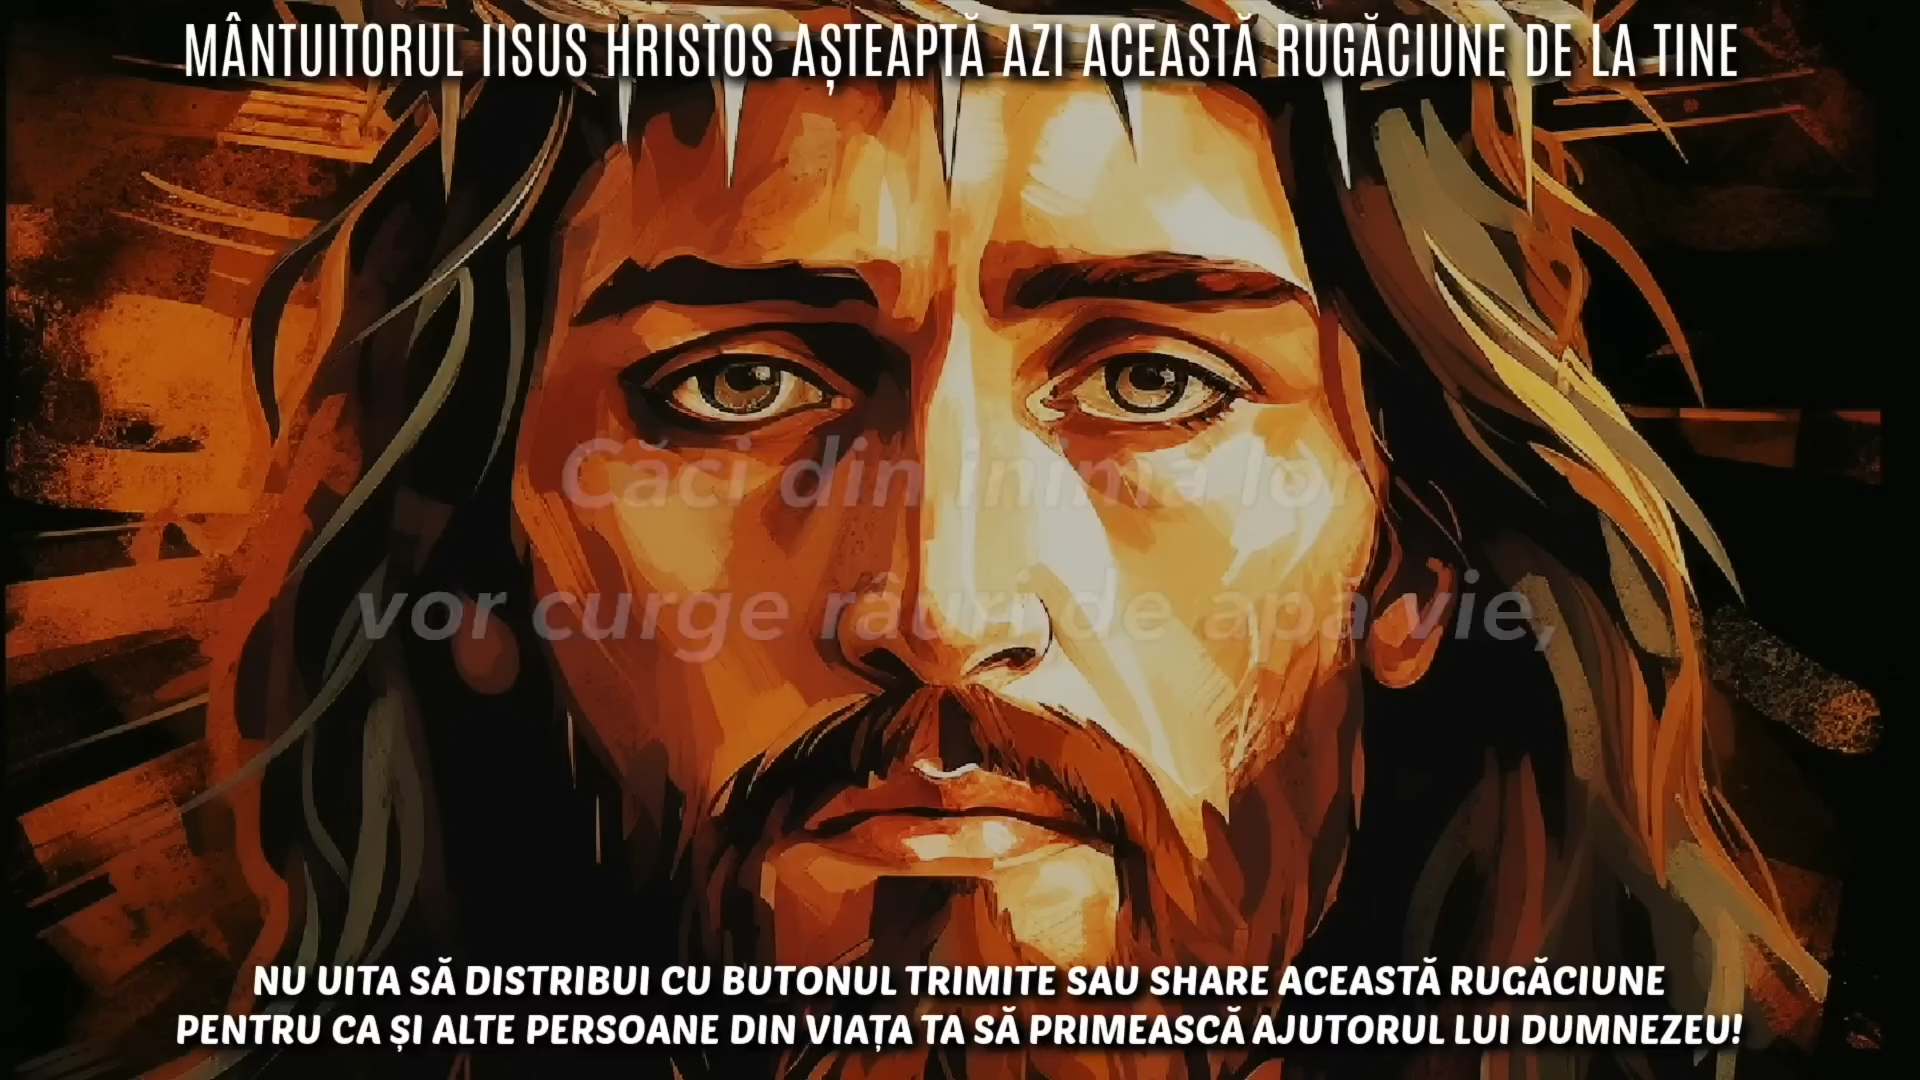 MÂNTUITORUL IISUS HRISTOS AȘTEAPTĂ AZI ACEASTĂ RUGĂCIUNE DE LA TINE
Căci din inima lor
vor curge râuri de apă vie,
NU UITA SĂ DISTRIBUI CU BUTONUL TRIMITE SAU SHARE ACEASTĂ RUGĂCIUNE
PENTRU CA ȘI ALTE PERSOANE DIN VIAȚA TA SĂ PRIMEASCĂ AJUTORUL LUI DUMNEZEU!